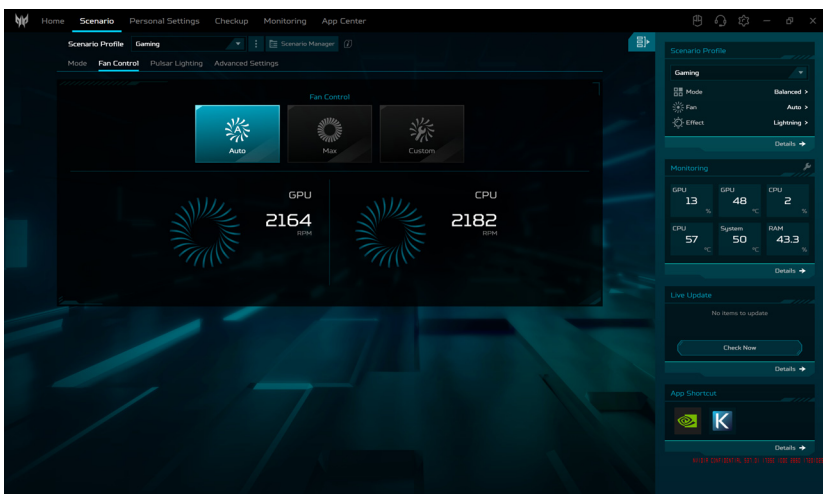 Home Scenario Personal Settings Checkup Monitoring App Center
Scenario Profile Gaming Scenario Manager
Mode Fan Control Pulsar Lighting Advanced Settings
Fan Control
Auto Max Custom
GPU
2164
RPM
CPU
2182
RPM
Scenario Profile
Gaming
Mode Balanced >
Fan Auto >
Effect Lightning >
Details →
Monitoring
GPU GPU CPU
13 % 48 °C 2 %
CPU System RAM
57 °C 50 °C 43.3 %
Details →
Live Update
No items to update
Check Now
Details →
App Shortcut
K
Details →